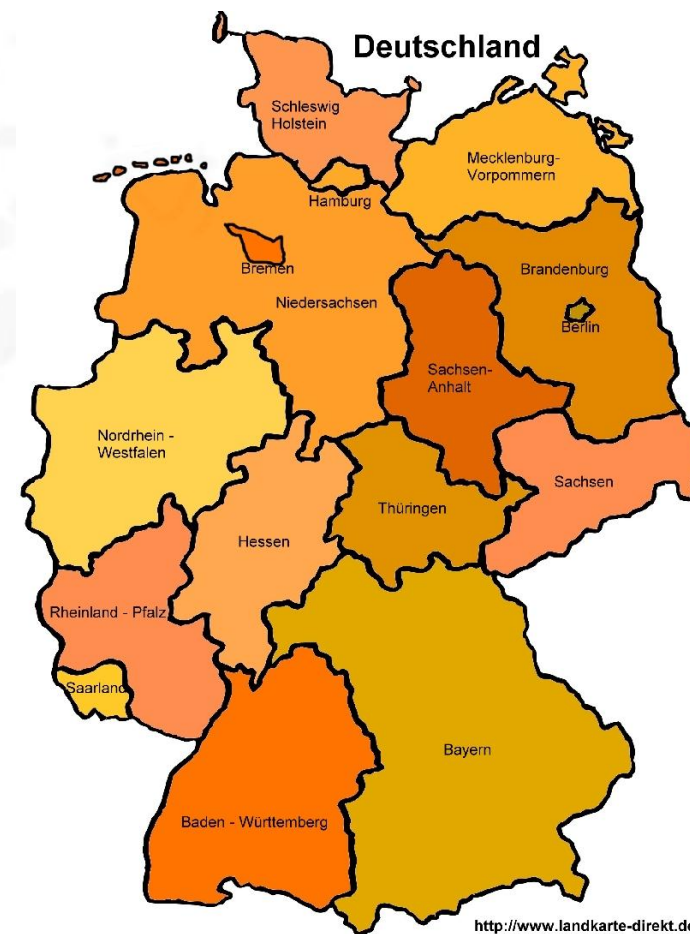 Deutschland
Schleswig
Holstein
Mecklenburg-
Vorpommern
Hamburg
Bremen
Niedersachsen
Brandenburg
Berlin
Sachsen-
Anhalt
Nordrhein -
Westfalen
Sachsen
Thüringen
Hessen
Rheinland - Pfalz
Saarland
Bayern
Baden - Württemberg
http://www.landkarte-direkt.de